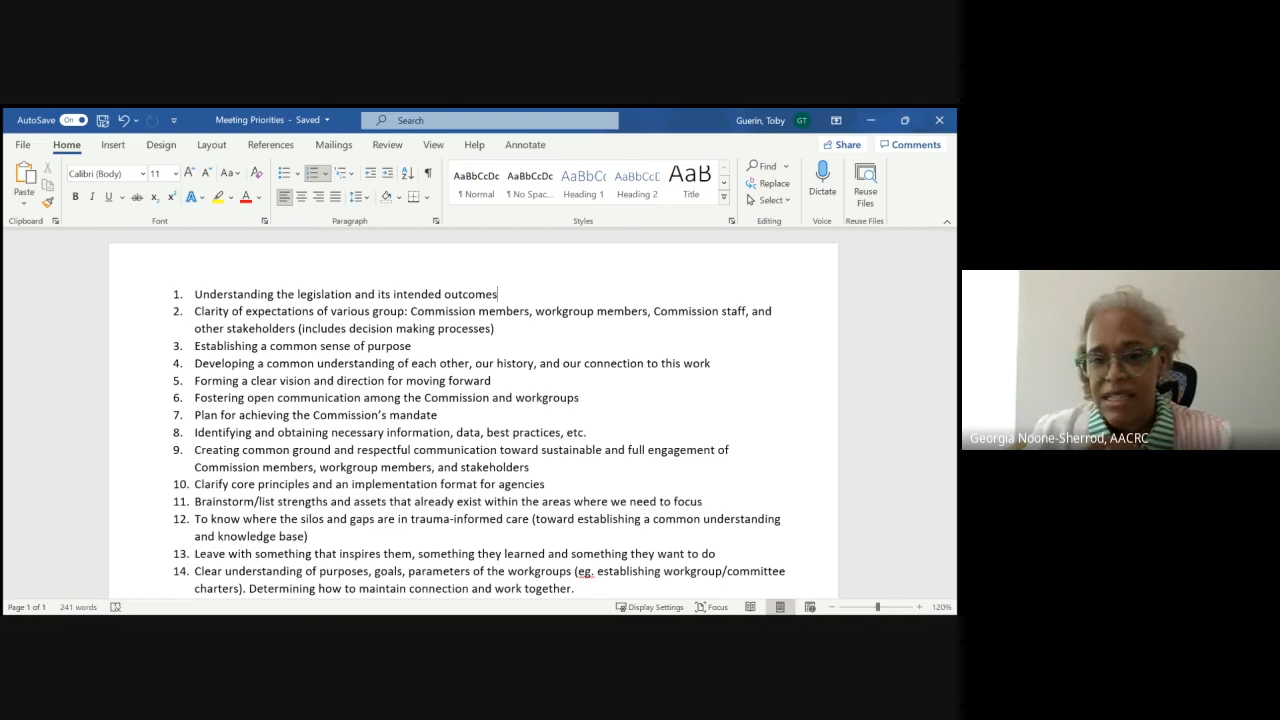 AutoSave On Meeting Priorities - Saved Search Guerin, Toby GT
File Home Insert Design Layout References Mailings Review View Help Annotate Share Comments
Calibri (Body) 11 Aa
Paste
B I U ab x₂ x² A A
AaBbCcDc AaBbCcDc AaBbCc AaBbCcD AaB
¶ Normal ¶ No Spac... Heading 1 Heading 2 Title
Find
Replace
Select
Dictate
Reuse
Files
Clipboard Font Paragraph Styles Editing Voice Reuse Files
1. Understanding the legislation and its intended outcomes
2. Clarity of expectations of various group: Commission members, workgroup members, Commission staff, and
other stakeholders (includes decision making processes)
3. Establishing a common sense of purpose
4. Developing a common understanding of each other, our history, and our connection to this work
5. Forming a clear vision and direction for moving forward
6. Fostering open communication among the Commission and workgroups
7. Plan for achieving the Commission's mandate
8. Identifying and obtaining necessary information, data, best practices, etc.
9. Creating common ground and respectful communication toward sustainable and full engagement of
Commission members, workgroup members, and stakeholders
10. Clarify core principles and an implementation format for agencies
11. Brainstorm/list strengths and assets that already exist within the areas where we need to focus
12. To know where the silos and gaps are in trauma-informed care (toward establishing a common understanding
and knowledge base)
13. Leave with something that inspires them, something they learned and something they want to do
14. Clear understanding of purposes, goals, parameters of the workgroups (eg. establishing workgroup/committee
charters). Determining how to maintain connection and work together.
Page 1 of 1 241 words Display Settings Focus 120%
Georgia Noone-Sherrod, AACRC